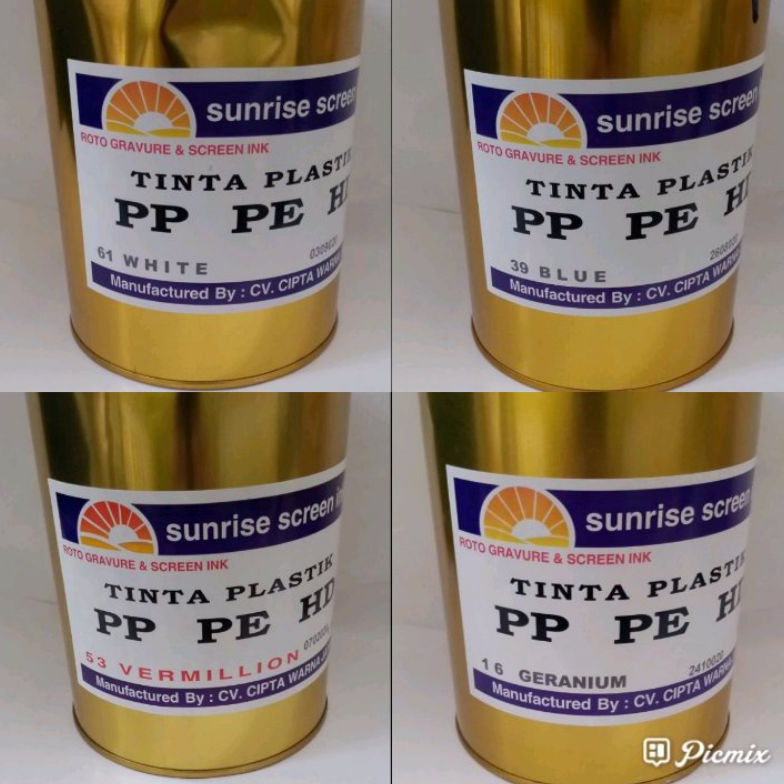 sunrise screen
ROTO GRAVURE & SCREEN INK
TINTA PLASTIK
PP PE
61 WHITE
0309020
Manufactured By : CV. CIPTA WARNA
sunrise screen
ROTO GRAVURE & SCREEN INK
TINTA PLASTIK
PP PE
39 BLUE
2608020
Manufactured By : CV. CIPTA WARNA
sunrise screen
ROTO GRAVURE & SCREEN INK
TINTA PLASTIK
PP PE HD
53 VERMILLION
Manufactured By : CV. CIPTA WARNA
sunrise screen
ROTO GRAVURE & SCREEN INK
TINTA PLASTIK
PP PE
16 GERANIUM
2410020
Manufactured By : CV. CIPTA WARNA
Picmix